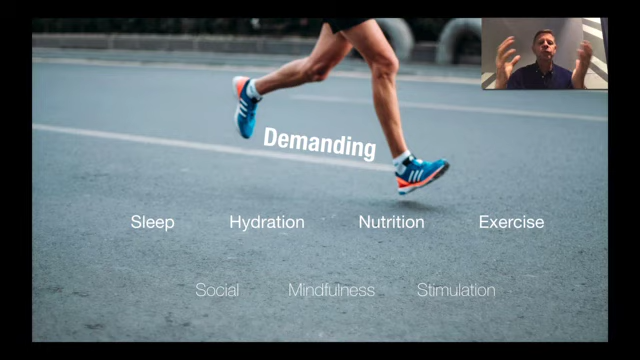 Demanding
Sleep Hydration Nutrition Exercise
Social Mindfulness Stimulation